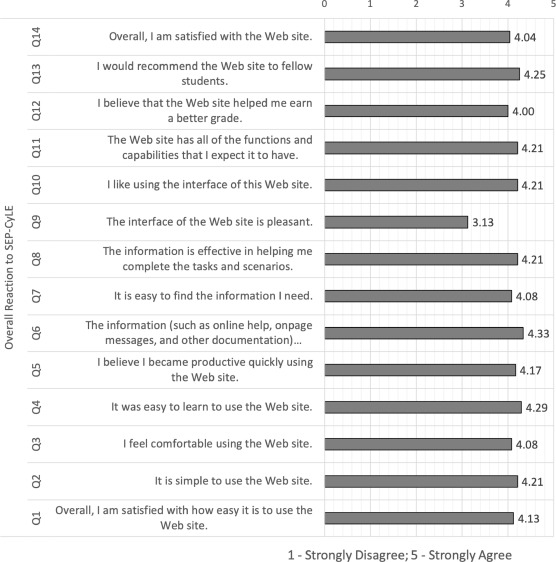 0 1 2 3 4 5
Overall Reaction to SEP-CyLE
Q14
Overall, I am satisfied with the Web site.
4.04
Q13
I would recommend the Web site to fellow
students.
4.25
Q12
I believe that the Web site helped me earn
a better grade.
4.00
Q11
The Web site has all of the functions and
capabilities that I expect it to have.
4.21
Q10
I like using the interface of this Web site.
4.21
Q9
The interface of the Web site is pleasant.
3.13
Q8
The information is effective in helping me
complete the tasks and scenarios.
4.21
Q7
It is easy to find the information I need.
4.08
Q6
The information (such as online help, onpage
messages, and other documentation)...
4.33
Q5
I believe I became productive quickly using
the Web site.
4.17
Q4
It was easy to learn to use the Web site.
4.29
Q3
I feel comfortable using the Web site.
4.08
Q2
It is simple to use the Web site.
4.21
Q1
Overall, I am satisfied with how easy it is to use the
Web site.
4.13
1 - Strongly Disagree; 5 - Strongly Agree